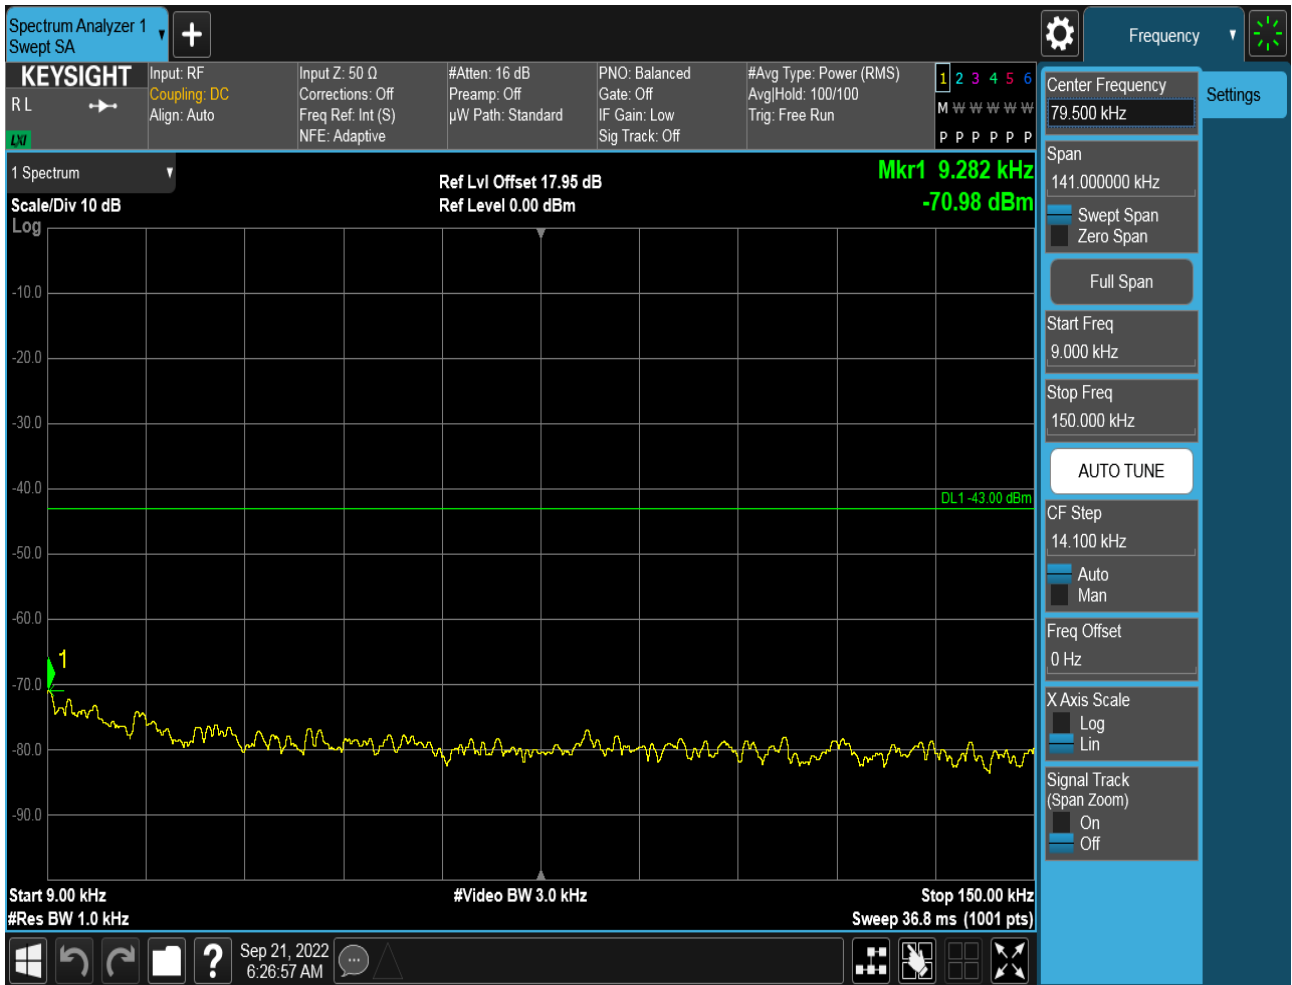 Spectrum Analyzer 1
Swept SA
Frequency
KEYSIGHT
R L
LXI
Input: RF
Coupling: DC
Align: Auto
Input Z: 50 Ω
Corrections: Off
Freq Ref: Int (S)
NFE: Adaptive
#Atten: 16 dB
Preamp: Off
µW Path: Standard
PNO: Balanced
Gate: Off
IF Gain: Low
Sig Track: Off
#Avg Type: Power (RMS)
Avg|Hold: 100/100
Trig: Free Run
1 2 3 4 5 6
M W W W W W
P P P P P P
1 Spectrum
Scale/Div 10 dB
Log
Ref Lvl Offset 17.95 dB
Ref Level 0.00 dBm
Mkr1 9.282 kHz
-70.98 dBm
-10.0
-20.0
-30.0
-40.0
DL1 -43.00 dBm
-50.0
-60.0
1
-70.0
-80.0
-90.0
Start 9.00 kHz
#Res BW 1.0 kHz
#Video BW 3.0 kHz
Stop 150.00 kHz
Sweep 36.8 ms (1001 pts)
Center Frequency
79.500 kHz
Settings
Span
141.000000 kHz
Swept Span
Zero Span
Full Span
Start Freq
9.000 kHz
Stop Freq
150.000 kHz
AUTO TUNE
CF Step
14.100 kHz
Auto
Man
Freq Offset
0 Hz
X Axis Scale
Log
Lin
Signal Track
(Span Zoom)
On
Off
?
Sep 21, 2022
6:26:57 AM